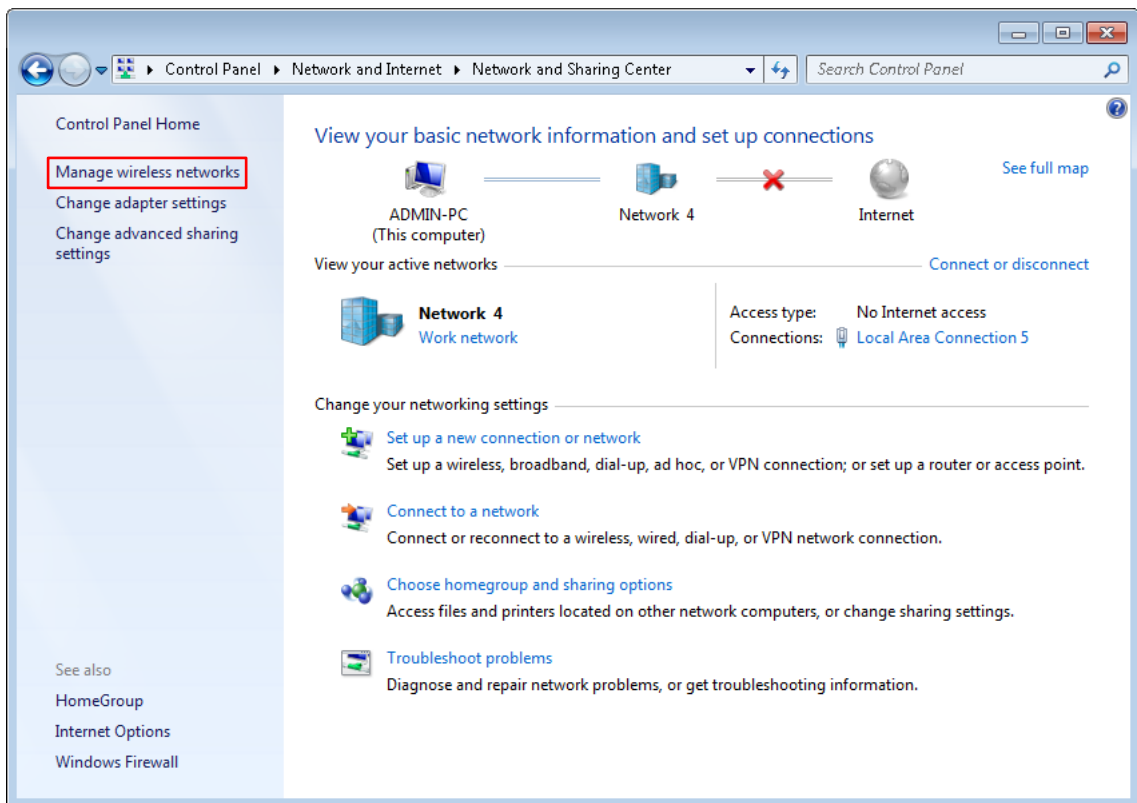 Control Panel Network and Internet Network and Sharing Center Search Control Panel
Control Panel Home
Manage wireless networks
Change adapter settings
Change advanced sharing
settings
View your basic network information and set up connections
See full map
ADMIN-PC
(This computer)
Network 4
Internet
View your active networks
Connect or disconnect
Network 4
Work network
Access type: No Internet access
Connections: Local Area Connection 5
Change your networking settings
Set up a new connection or network
Set up a wireless, broadband, dial-up, ad hoc, or VPN connection; or set up a router or access point.
Connect to a network
Connect or reconnect to a wireless, wired, dial-up, or VPN network connection.
Choose homegroup and sharing options
Access files and printers located on other network computers, or change sharing settings.
Troubleshoot problems
Diagnose and repair network problems, or get troubleshooting information.
See also
HomeGroup
Internet Options
Windows Firewall